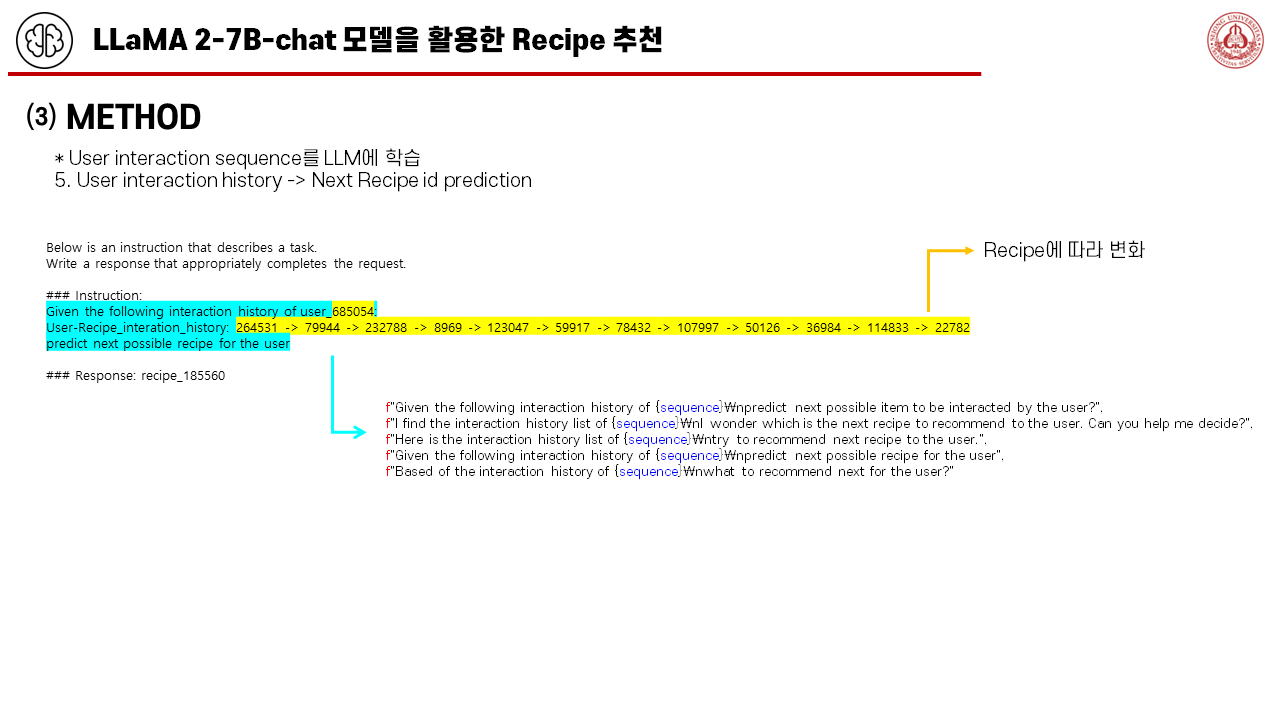 LLaMA 2-7B-chat 모델을 활용한 Recipe 추천
(3) METHOD
* User interaction sequence를 LLM에 학습
5. User interaction history -> Next Recipe id prediction
Recipe에 따라 변화
Below is an instruction that describes a task.
Write a response that appropriately completes the request.
### Instruction:
Given the following interaction history of user_685054:
User-Recipe_interation_history: 264531 -> 79944 -> 232788 -> 8969 -> 123047 -> 59917 -> 78432 -> 107997 -> 50126 -> 36984 -> 114833 -> 22782
predict next possible recipe for the user
### Response: recipe_185560
f"Given the following interaction history of {sequence}₩npredict next possible item to be interacted by the user?",
f"I find the interaction history list of {sequence}₩nI wonder which is the next recipe to recommend to the user. Can you help me decide?",
f"Here is the interaction history list of {sequence}₩ntry to recommend next recipe to the user.",
f"Given the following interaction history of {sequence}₩npredict next possible recipe for the user",
f"Based of the interaction history of {sequence}₩nwhat to recommend next for the user?"